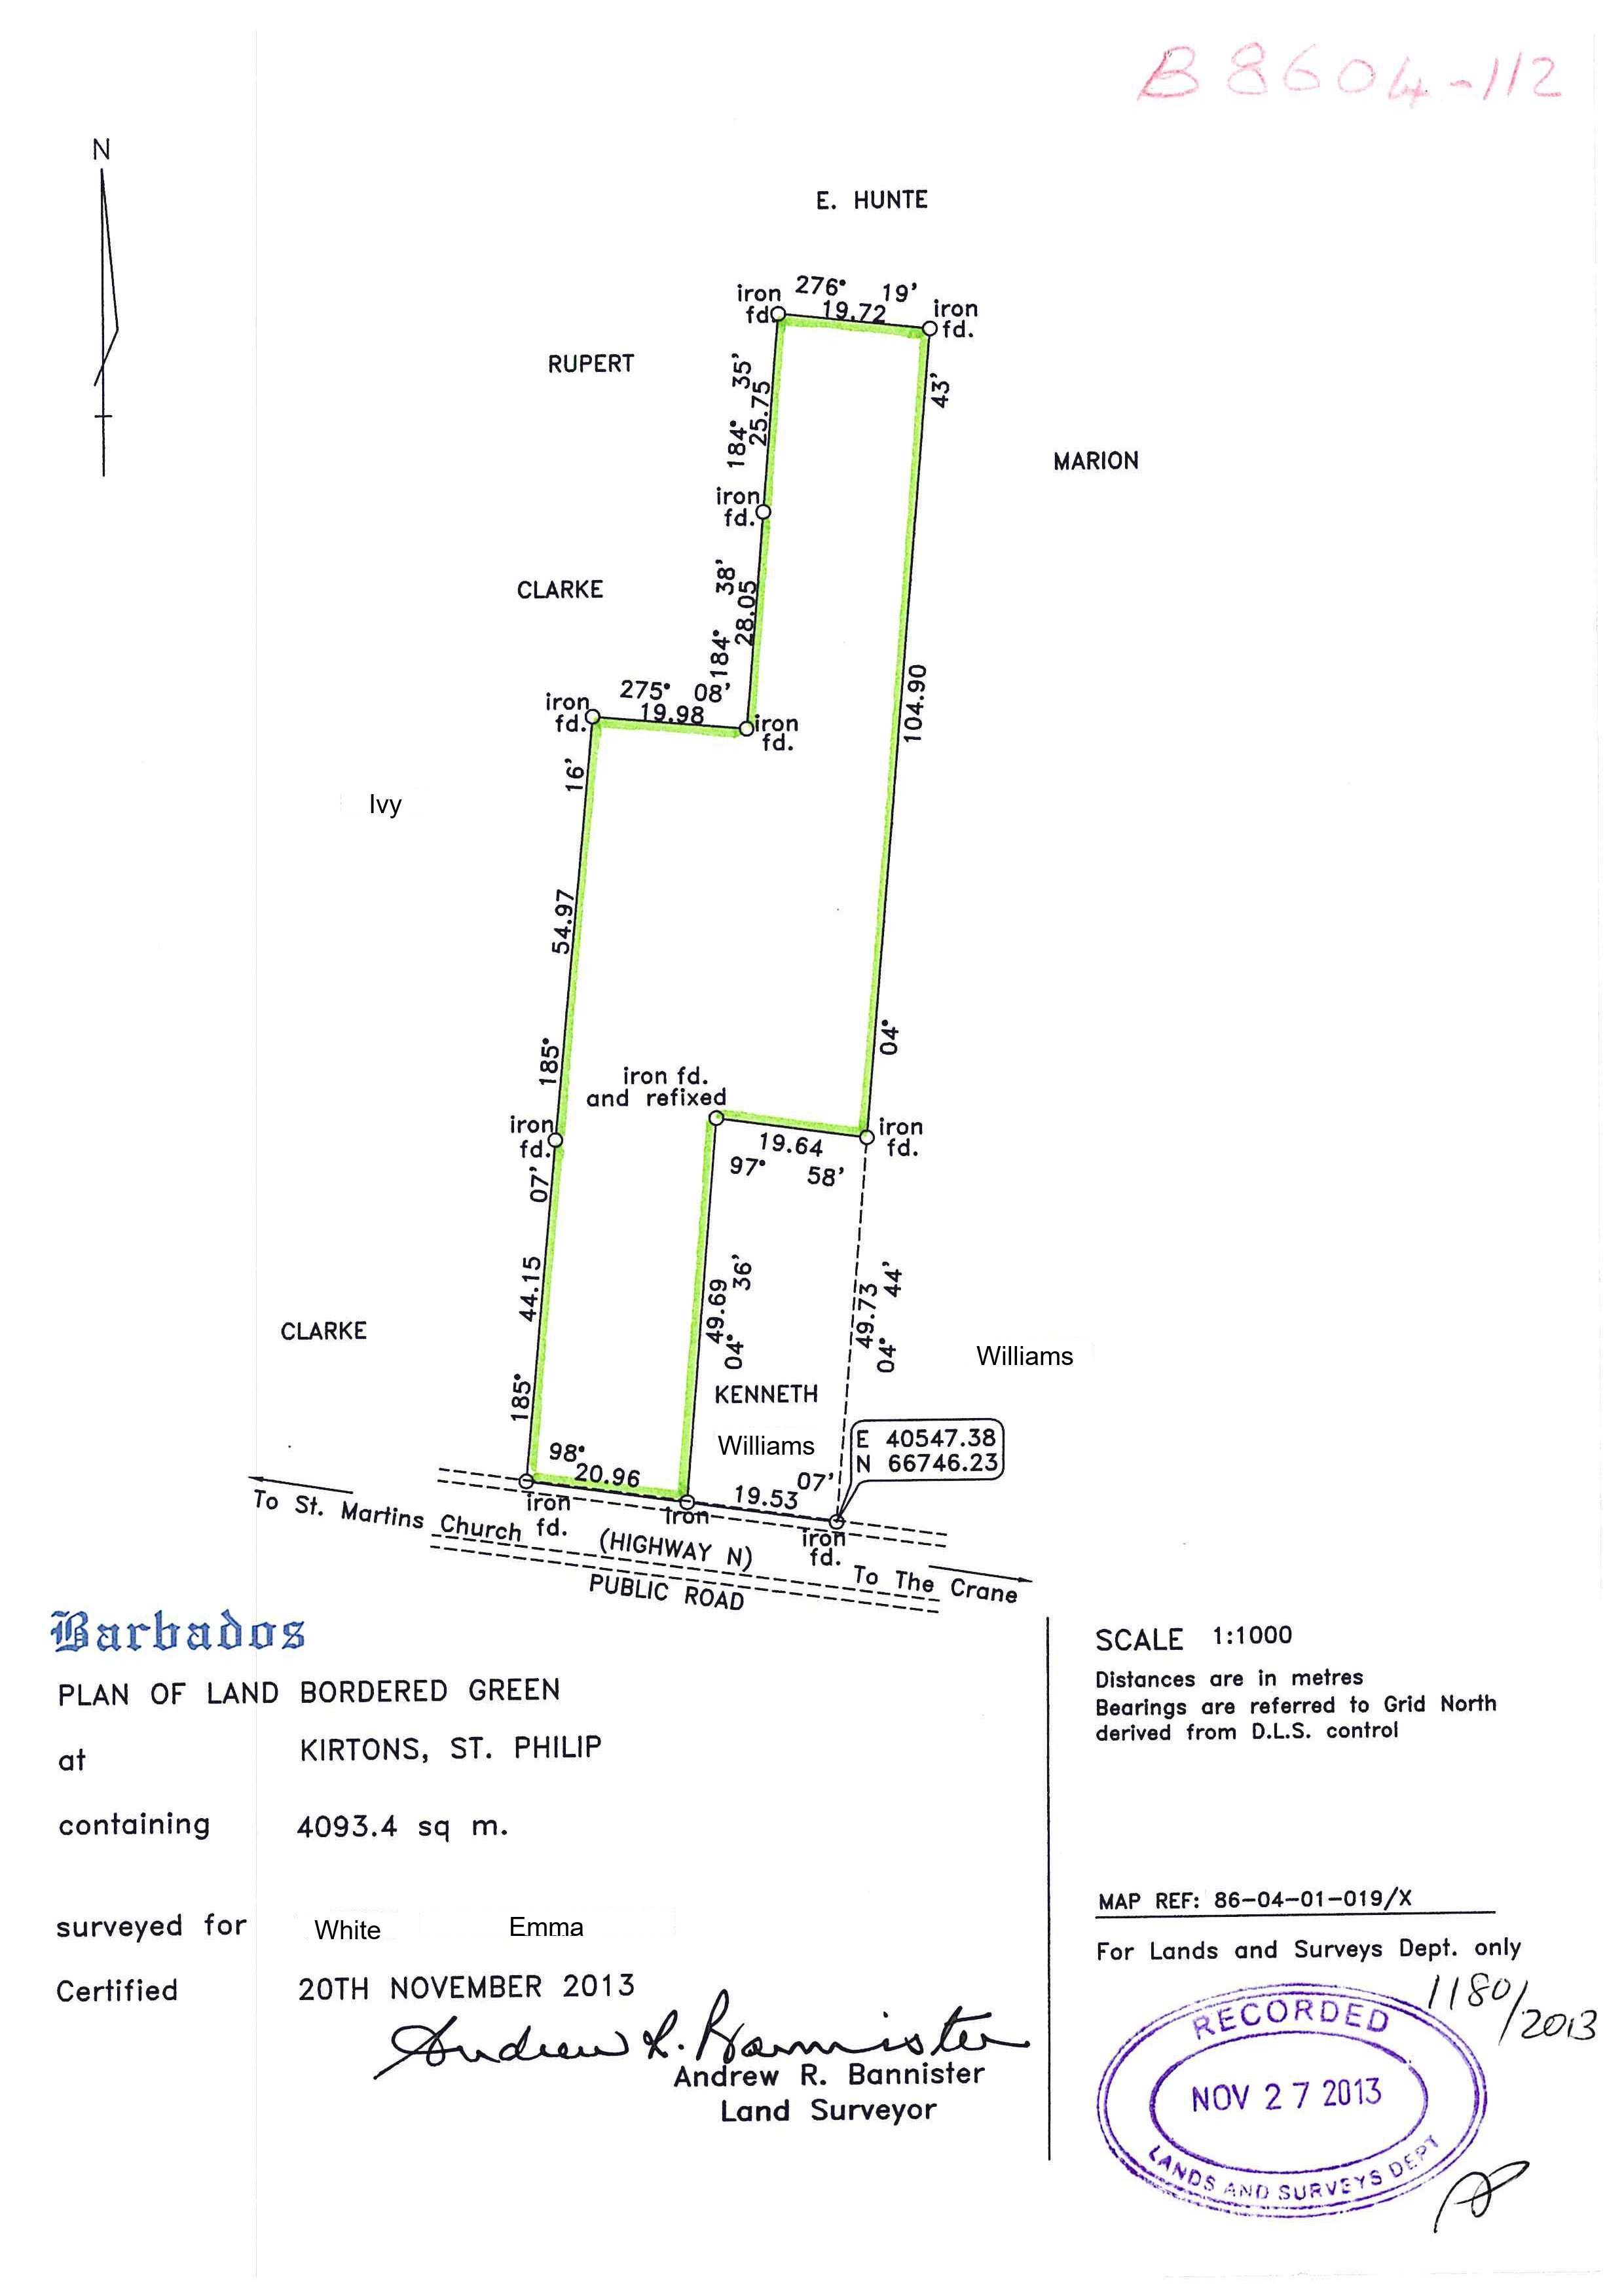 B8604-112
N
E. HUNTE
276° 19'
19.72
iron
fd.
iron
fd.
RUPERT
184° 35'
25.75
43'
MARION
iron
fd.
CLARKE
184° 38'
28.05
275° 08'
19.98
iron
fd.
iron
fd.
104.90
16'
Ivy
54.97
185°
04°
iron fd.
and refixed
iron
fd.
iron
fd.
19.64
97° 58'
07'
44.15
185°
49.69
04° 36'
49.73
04° 44'
CLARKE
Williams
KENNETH
Williams
E 40547.38
N 66746.23
98°
20.96
07'
19.53
iron
fd.
iron
iron
fd.
To St. Martins Church
(HIGHWAY N)
To The Crane
PUBLIC ROAD
Barbados
PLAN OF LAND BORDERED GREEN
at KIRTONS, ST. PHILIP
containing 4093.4 sq m.
surveyed for White Emma
Certified 20TH NOVEMBER 2013
Andrew R. Bannister
Andrew R. Bannister
Land Surveyor
SCALE 1:1000
Distances are in metres
Bearings are referred to Grid North
derived from D.L.S. control
MAP REF: 86-04-01-019/X
For Lands and Surveys Dept. only
1180/2013
RECORDED
NOV 27 2013
LANDS AND SURVEYS DEPT